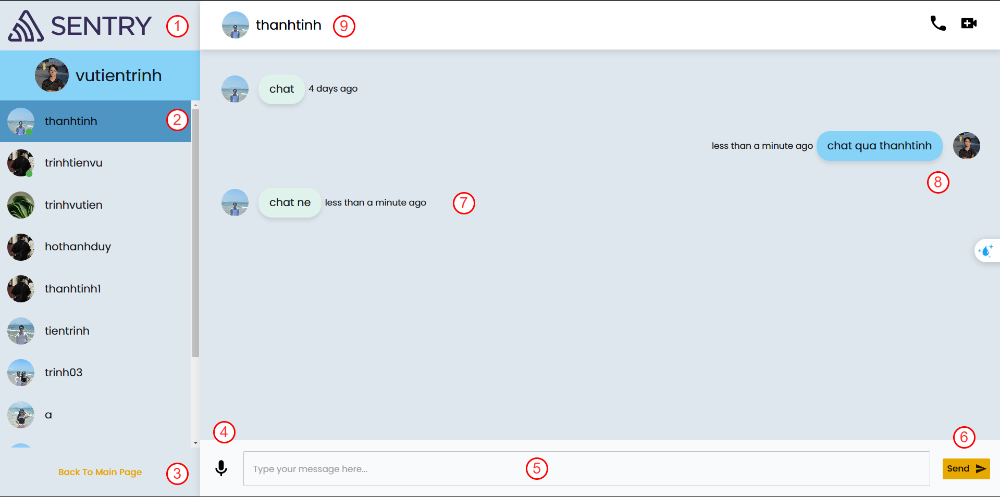 SENTRY 1
vutientrinh
thanhtinh 2
trinhtienvu
trinhvutien
hothanhduy
thanhtinh1
tientrinh
trinh03
a
Back To Main Page 3
thanhtinh 9
chat 4 days ago
less than a minute ago chat qua thanhtinh
8
chat ne less than a minute ago 7
4
6
Type your message here... 5
Send